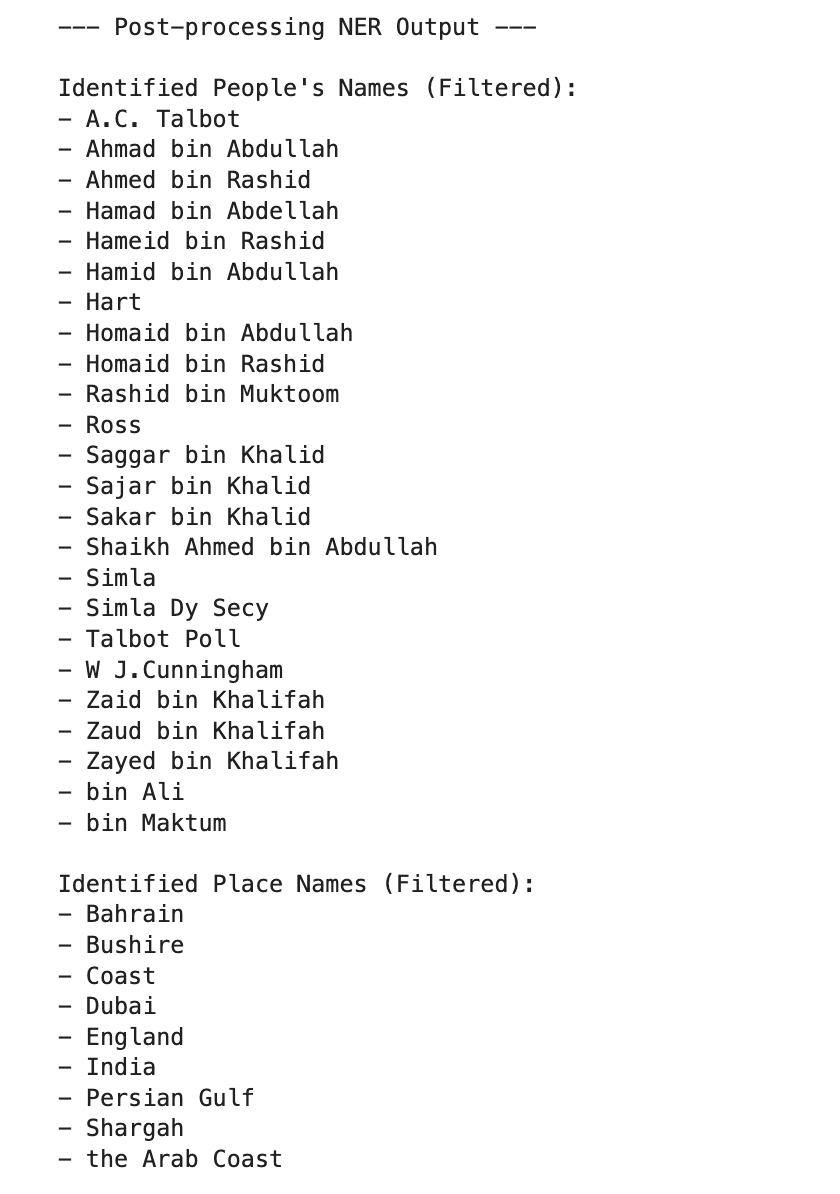 --- Post-processing NER Output ---
Identified People's Names (Filtered):
- A.C. Talbot
- Ahmad bin Abdullah
- Ahmed bin Rashid
- Hamad bin Abdellah
- Hameid bin Rashid
- Hamid bin Abdullah
- Hart
- Homaid bin Abdullah
- Homaid bin Rashid
- Rashid bin Muktoom
- Ross
- Saggar bin Khalid
- Sajar bin Khalid
- Sakar bin Khalid
- Shaikh Ahmed bin Abdullah
- Simla
- Simla Dy Secy
- Talbot Poll
- W J.Cunningham
- Zaid bin Khalifah
- Zaud bin Khalifah
- Zayed bin Khalifah
- bin Ali
- bin Maktum
Identified Place Names (Filtered):
- Bahrain
- Bushire
- Coast
- Dubai
- England
- India
- Persian Gulf
- Shargah
- the Arab Coast